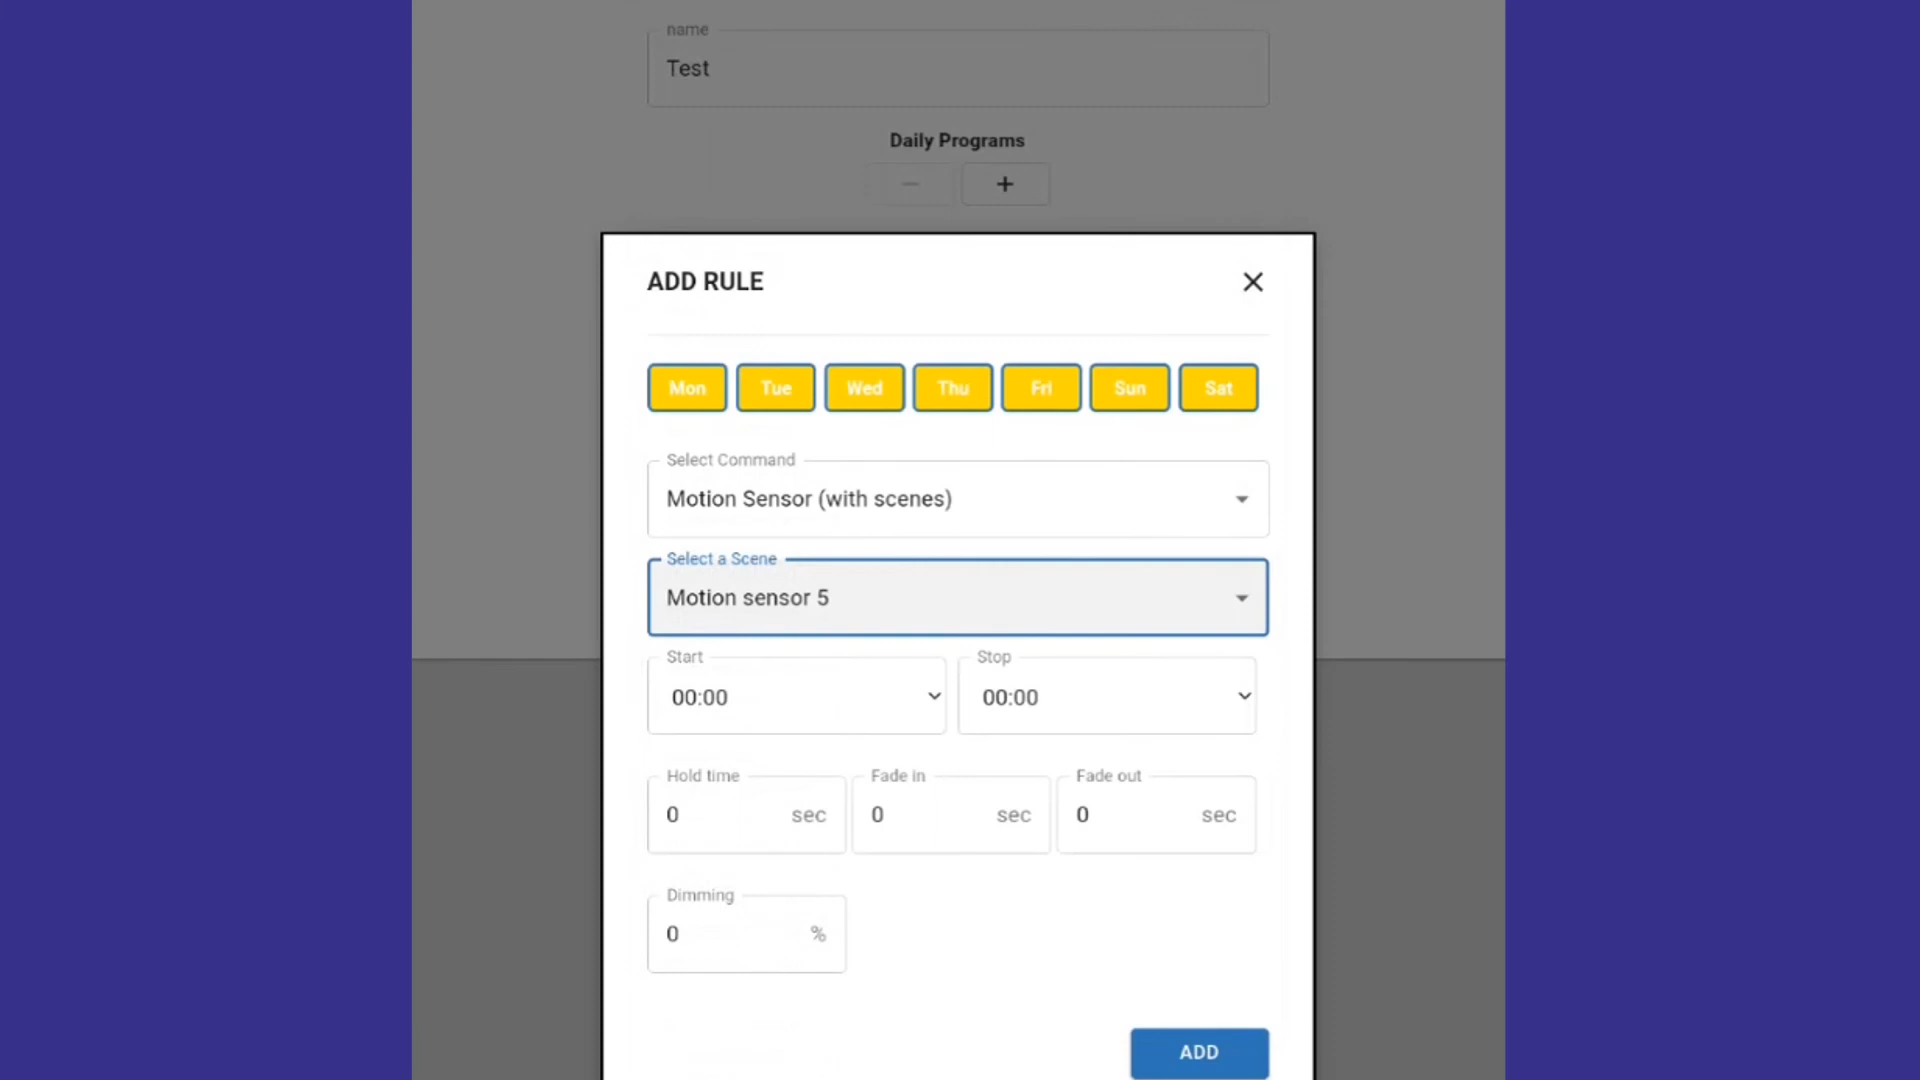 name
Test
Daily Programs
− +
ADD RULE
Mon Tue Wed Thu Fri Sun Sat
Select Command
Motion Sensor (with scenes)
Select a Scene
Motion sensor 5
Start Stop
00:00 00:00
Hold time Fade in Fade out
0 sec 0 sec 0 sec
Dimming
0 %
ADD